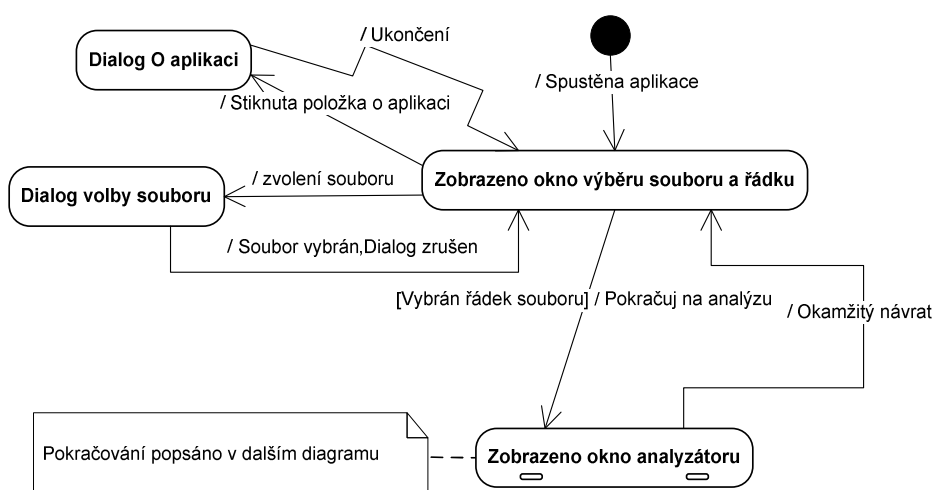 / Ukončení
Dialog O aplikaci
/ Spuštěna aplikace
/ Stiknuta položka o aplikaci
/ zvolení souboru
Zobrazeno okno výběru souboru a řádku
Dialog volby souboru
/ Soubor vybrán,Dialog zrušen
[Vybrán řádek souboru] / Pokračuj na analýzu
/ Okamžitý návrat
Pokračování popsáno v dalším diagramu
Zobrazeno okno analyzátoru